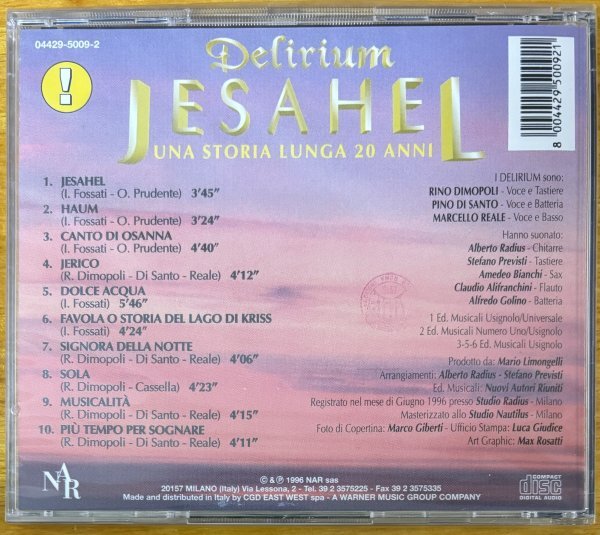 04429-5009-2
!
Delirium
JESAHEL
UNA STORIA LUNGA 20 ANNI
8 004429 500921
1. JESAHEL
(I. Fossati - O. Prudente) 3'45"
2. HAUM
(I. Fossati - O. Prudente) 3'24"
3. CANTO DI OSANNA
(I. Fossati - O. Prudente) 4'40"
4. JERICO
(R. Dimopoli - Di Santo - Reale) 4'12"
5. DOLCE ACQUA
(I. Fossati) 5'46"
6. FAVOLA O STORIA DEL LAGO DI KRISS
(I. Fossati) 4'24"
7. SIGNORA DELLA NOTTE
(R. Dimopoli - Di Santo - Reale) 4'06"
8. SOLA
(R. Dimopoli - Cassella) 4'23"
9. MUSICALITÀ
(R. Dimopoli - Di Santo - Reale) 4'15"
10. PIÙ TEMPO PER SOGNARE
(R. Dimopoli - Di Santo - Reale) 4'11"
I DELIRIUM sono:
RINO DIMOPOLI - Voce e Tastiere
PINO DI SANTO - Voce e Batteria
MARCELLO REALE - Voce e Basso
Hanno suonato:
Alberto Radius - Chitarre
Stefano Previsti - Tastiere
Amedeo Bianchi - Sax
Claudio Alifranchini - Flauto
Alfredo Golino - Batteria
1 Ed. Musicali Usignolo/Universale
2 Ed. Musicali Numero Uno/Usignolo
3-5-6 Ed. Musicali Usignolo
Prodotto da: Mario Limongelli
Arrangiamenti: Alberto Radius - Stefano Previsti
Ed. Musicali: Nuovi Autori Riuniti
Registrato nel mese di Giugno 1996 presso Studio Radius - Milano
Masterizzato allo Studio Nautilus - Milano
Foto di Copertina: Marco Giberti - Ufficio Stampa: Luca Giudice
Art Graphic: Max Rosatti
NAR
© & ℗ 1996 NAR sas
20157 MILANO (Italy) Via Lessona, 2 - Tel. 39 2 3575225 - Fax 39 2 3575335
Made and distributed in Italy by CGD EAST WEST spa - A WARNER MUSIC GROUP COMPANY
COMPACT
disc
DIGITAL AUDIO